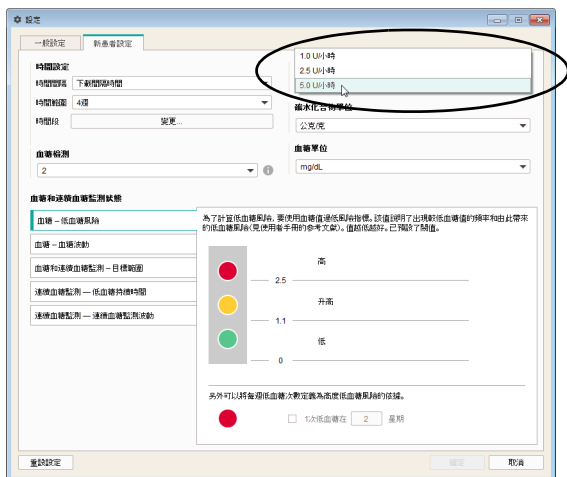 設定
一般設定
新患者設定
時間設定
時間間隔
下載間隔時間
時間範圍
4週
時間段
變更...
血糖檢測
2
1.0 U/小時
2.5 U/小時
5.0 U/小時
碳水化合物單位
公克/克
血糖單位
mg/dL
血糖和連續血糖監測狀態
血糖 – 低血糖風險
血糖 – 血糖波動
血糖和連續血糖監測 – 目標範圍
連續血糖監測 — 低血糖持續時間
連續血糖監測 — 連續血糖監測波動
為了計算低血糖風險, 要使用血糖值過低風險指標。該值說明了出現較低血糖值的頻率和由此帶來
的低血糖風險(見使用者手冊的參考文獻)。值越低越好。已預設了閾值。
高
2.5
升高
1.1
低
0
另外可以將每週低血糖次數定義為高度低血糖風險的依據。
1次低血糖在
2
星期
重設設定
確定
取消